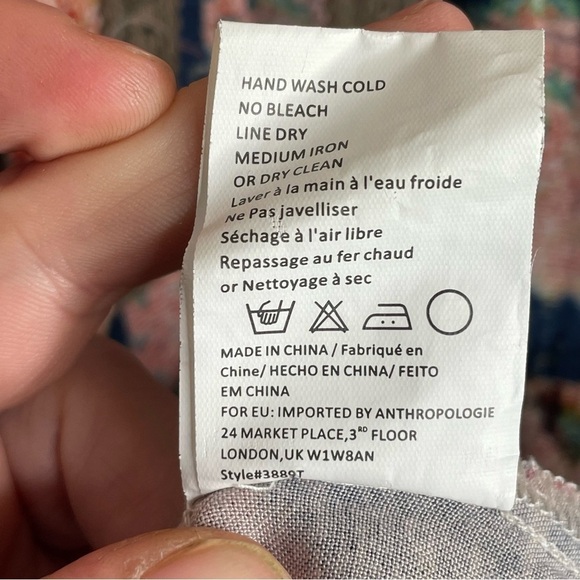 HAND WASH COLD
NO BLEACH
LINE DRY
MEDIUM IRON
OR DRY CLEAN
Laver à la main à l'eau froide
Ne Pas javelliser
Séchage à l'air libre
Repassage au fer chaud
or Nettoyage à sec
MADE IN CHINA / Fabriqué en
Chine/ HECHO EN CHINA/ FEITO
EM CHINA
FOR EU: IMPORTED BY ANTHROPOLOGIE
24 MARKET PLACE,3RD FLOOR
LONDON,UK W1W8AN
Style#3889T